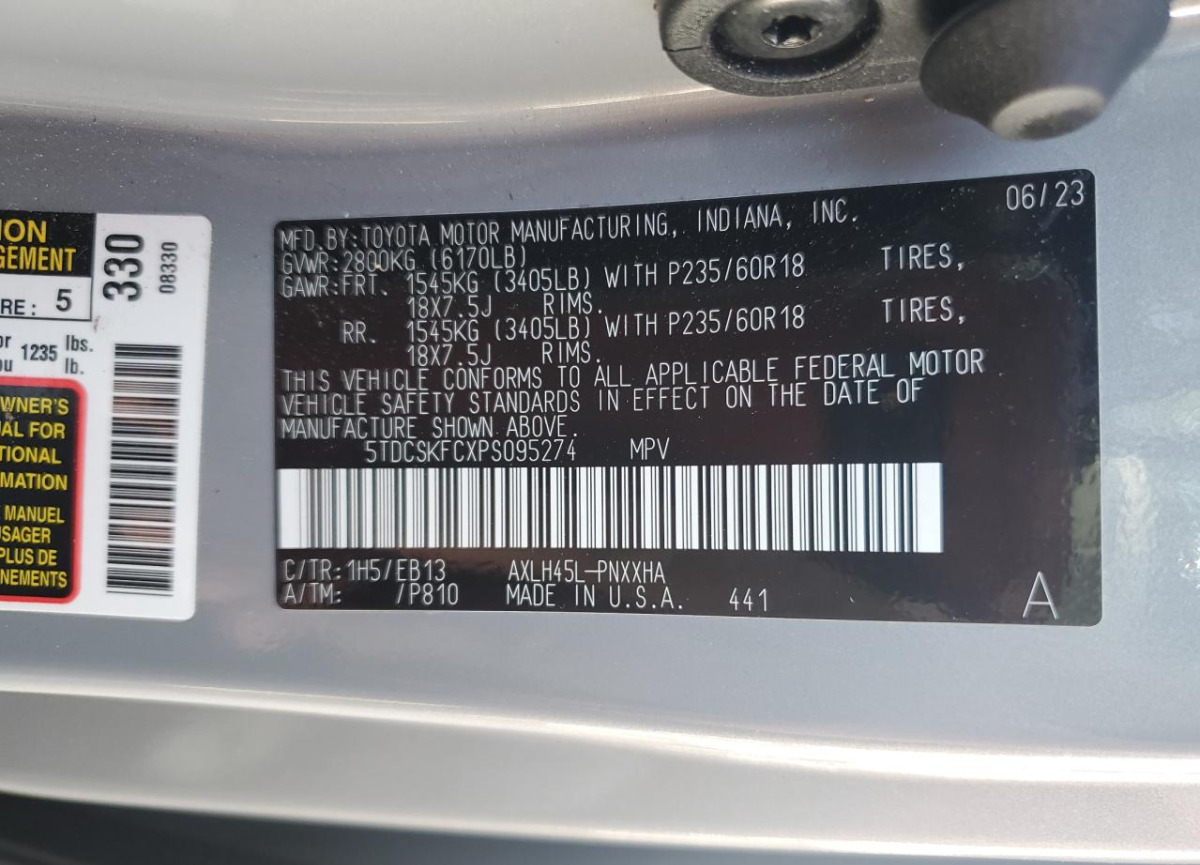 ION
GEMENT
RE: 5
or
ou 1235 lbs.
lb.
WNER'S
AL FOR
TIONAL
MATION
MANUEL
USAGER
PLUS DE
NEMENTS
330
08330
06/23
MFD.BY:TOYOTA MOTOR MANUFACTURING, INDIANA, INC.
GVWR:2800KG (6170LB)
GAWR:FRT. 1545KG (3405LB) WITH P235/60R18 TIRES,
18X7.5J RIMS.
RR. 1545KG (3405LB) WITH P235/60R18 TIRES,
18X7.5J RIMS.
THIS VEHICLE CONFORMS TO ALL APPLICABLE FEDERAL MOTOR
VEHICLE SAFETY STANDARDS IN EFFECT ON THE DATE OF
MANUFACTURE SHOWN ABOVE.
5TDCSKFCXPS095274 MPV
C/TR:1H5/EB13 AXLH45L-PNXXHA
A/TM: /P810 MADE IN U.S.A. 441
A